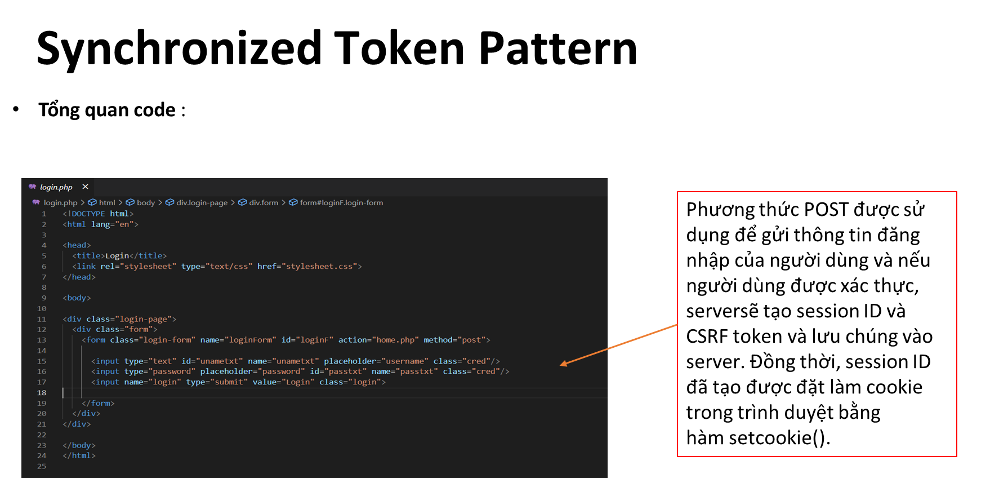 Synchronized Token Pattern
• Tổng quan code :
login.php ×
login.php > html > body > div.login-page > div.form > form#loginF.login-form
1 <!DOCTYPE html>
2 <html lang="en">
3
4 <head>
5 <title>Login</title>
6 <link rel="stylesheet" type="text/css" href="stylesheet.css">
7 </head>
8
9 <body>
10
11 <div class="login-page">
12 <div class="form">
13 <form class="login-form" name="loginForm" id="loginF" action="home.php" method="post">
14
15 <input type="text" id="unametxt" name="unametxt" placeholder="username" class="cred"/>
16 <input type="password" placeholder="password" id="passtxt" name="passtxt" class="cred"/>
17 <input name="login" type="submit" value="Login" class="login">
18
19 </form>
20 </div>
21 </div>
22
23 </body>
24 </html>
25
Phương thức POST được sử
dụng để gửi thông tin đăng
nhập của người dùng và nếu
người dùng được xác thực,
serversẽ tạo session ID và
CSRF token và lưu chúng vào
server. Đồng thời, session ID
đã tạo được đặt làm cookie
trong trình duyệt bằng
hàm setcookie().